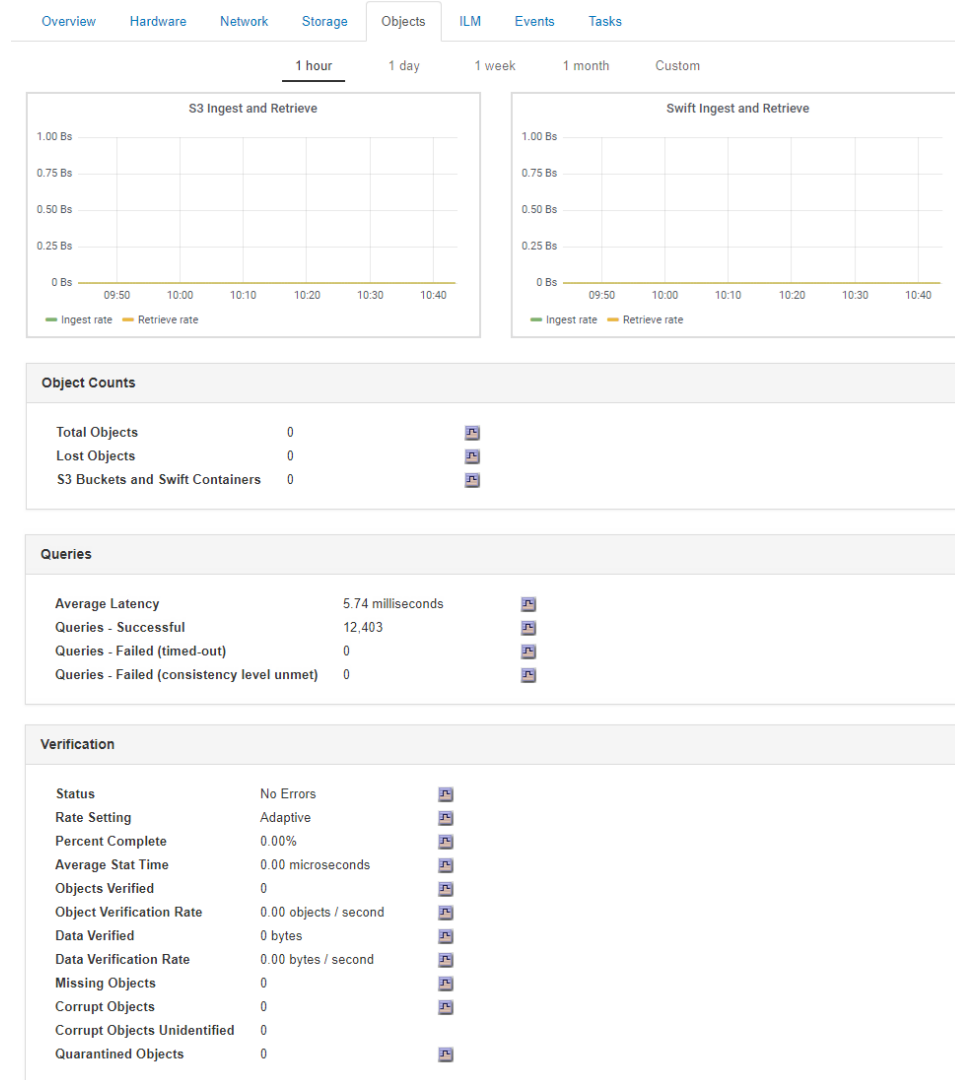 Overview Hardware Network Storage Objects ILM Events Tasks
1 hour 1 day 1 week 1 month Custom
S3 Ingest and Retrieve
1.00 Bs
0.75 Bs
0.50 Bs
0.25 Bs
0 Bs
09:50 10:00 10:10 10:20 10:30 10:40
Ingest rate Retrieve rate
Swift Ingest and Retrieve
1.00 Bs
0.75 Bs
0.50 Bs
0.25 Bs
0 Bs
09:50 10:00 10:10 10:20 10:30 10:40
Ingest rate Retrieve rate
Object Counts
Total Objects 0
Lost Objects 0
S3 Buckets and Swift Containers 0
Queries
Average Latency 5.74 milliseconds
Queries - Successful 12,403
Queries - Failed (timed-out) 0
Queries - Failed (consistency level unmet) 0
Verification
Status No Errors
Rate Setting Adaptive
Percent Complete 0.00%
Average Stat Time 0.00 microseconds
Objects Verified 0
Object Verification Rate 0.00 objects / second
Data Verified 0 bytes
Data Verification Rate 0.00 bytes / second
Missing Objects 0
Corrupt Objects 0
Corrupt Objects Unidentified 0
Quarantined Objects 0